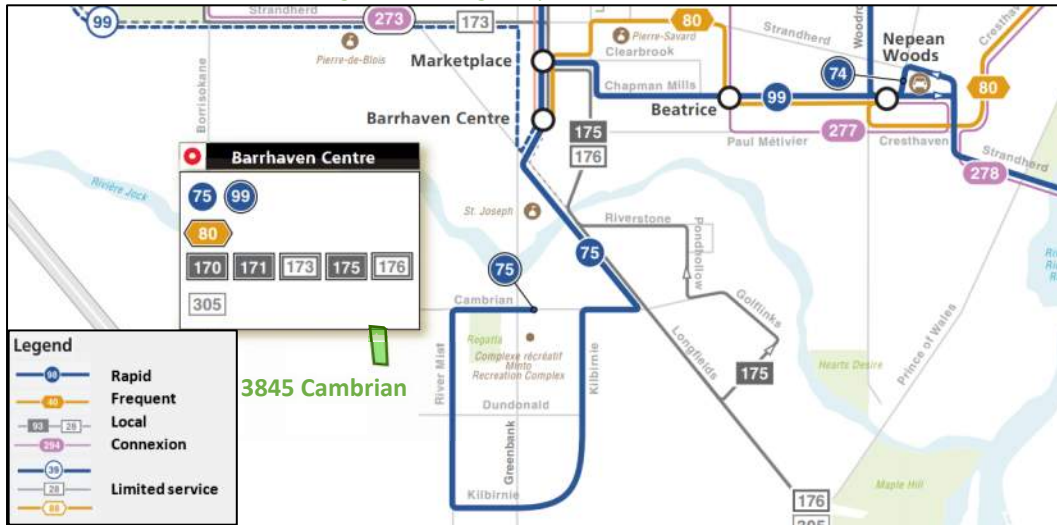 Strandherd
99
273
173
80
Pierre-Savard
Clearbrook
Strandherd
Woodro
Cresthaven
Nepean
Woods
Pierre-de-Blois
Marketplace
Chapman Mills
74
80
Borrisokane
Beatrice
99
Barrhaven Centre
175
176
Paul Métivier
277
Cresthaven
Strandherd
278
Barrhaven Centre
75 99
80
170 171 173 175 176
305
Rivière Jock
St. Joseph
Riverstone
Pondhollow
75
75
Cambrian
Golflinks
Prince of Wales
Longfields
Regatta
Complexe récréatif
Minto
Recreation Complex
River Mist
Kilbirnie
175
Hearts Desire
3845 Cambrian
Dundonald
Greenbank
Kilbirnie
Maple Hill
176
305
Legend
98 Rapid
40 Frequent
93 28 Local
294 Connexion
39
28 Limited service
88